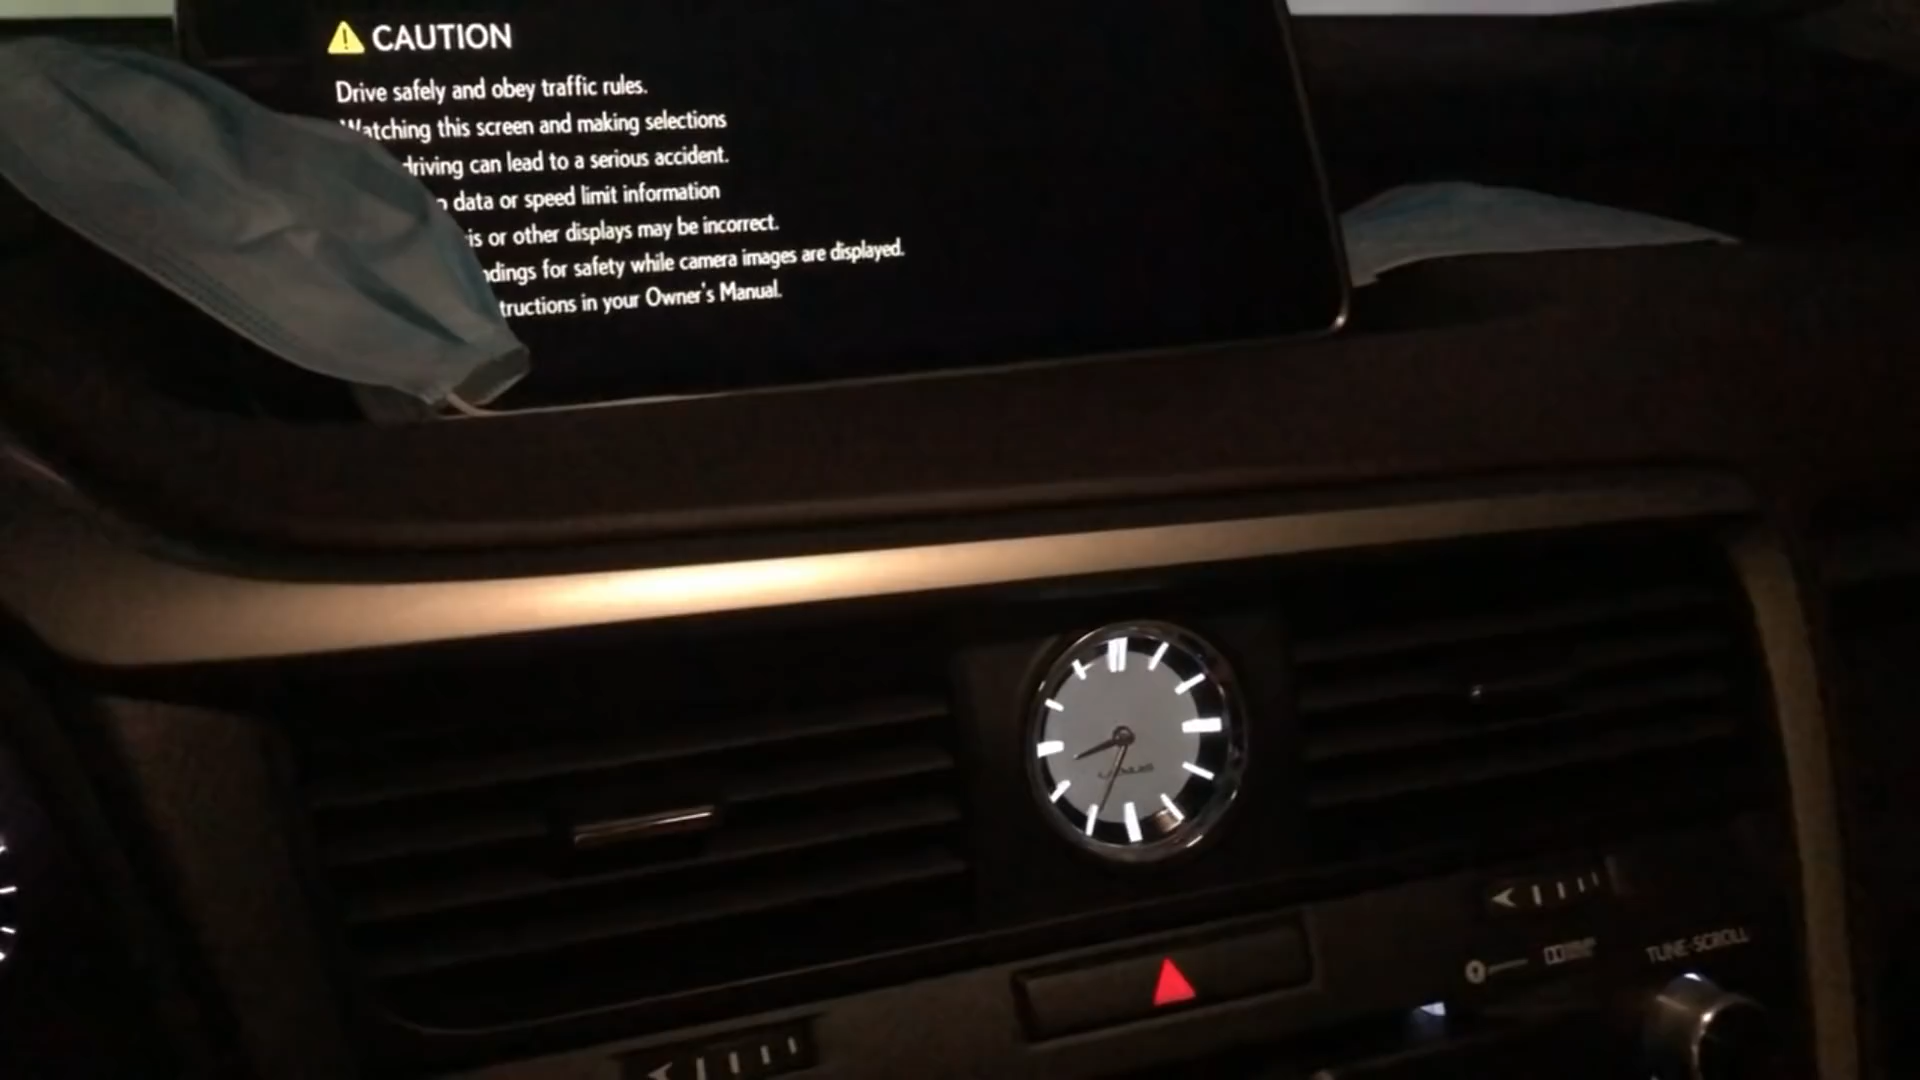 CAUTION
Drive safely and obey traffic rules.
Watching this screen and making selections
driving can lead to a serious accident.
data or speed limit information
is or other displays may be incorrect.
for safety while camera images are displayed.
in your Owner's Manual.
LEXUS
TUNE·SCROLL